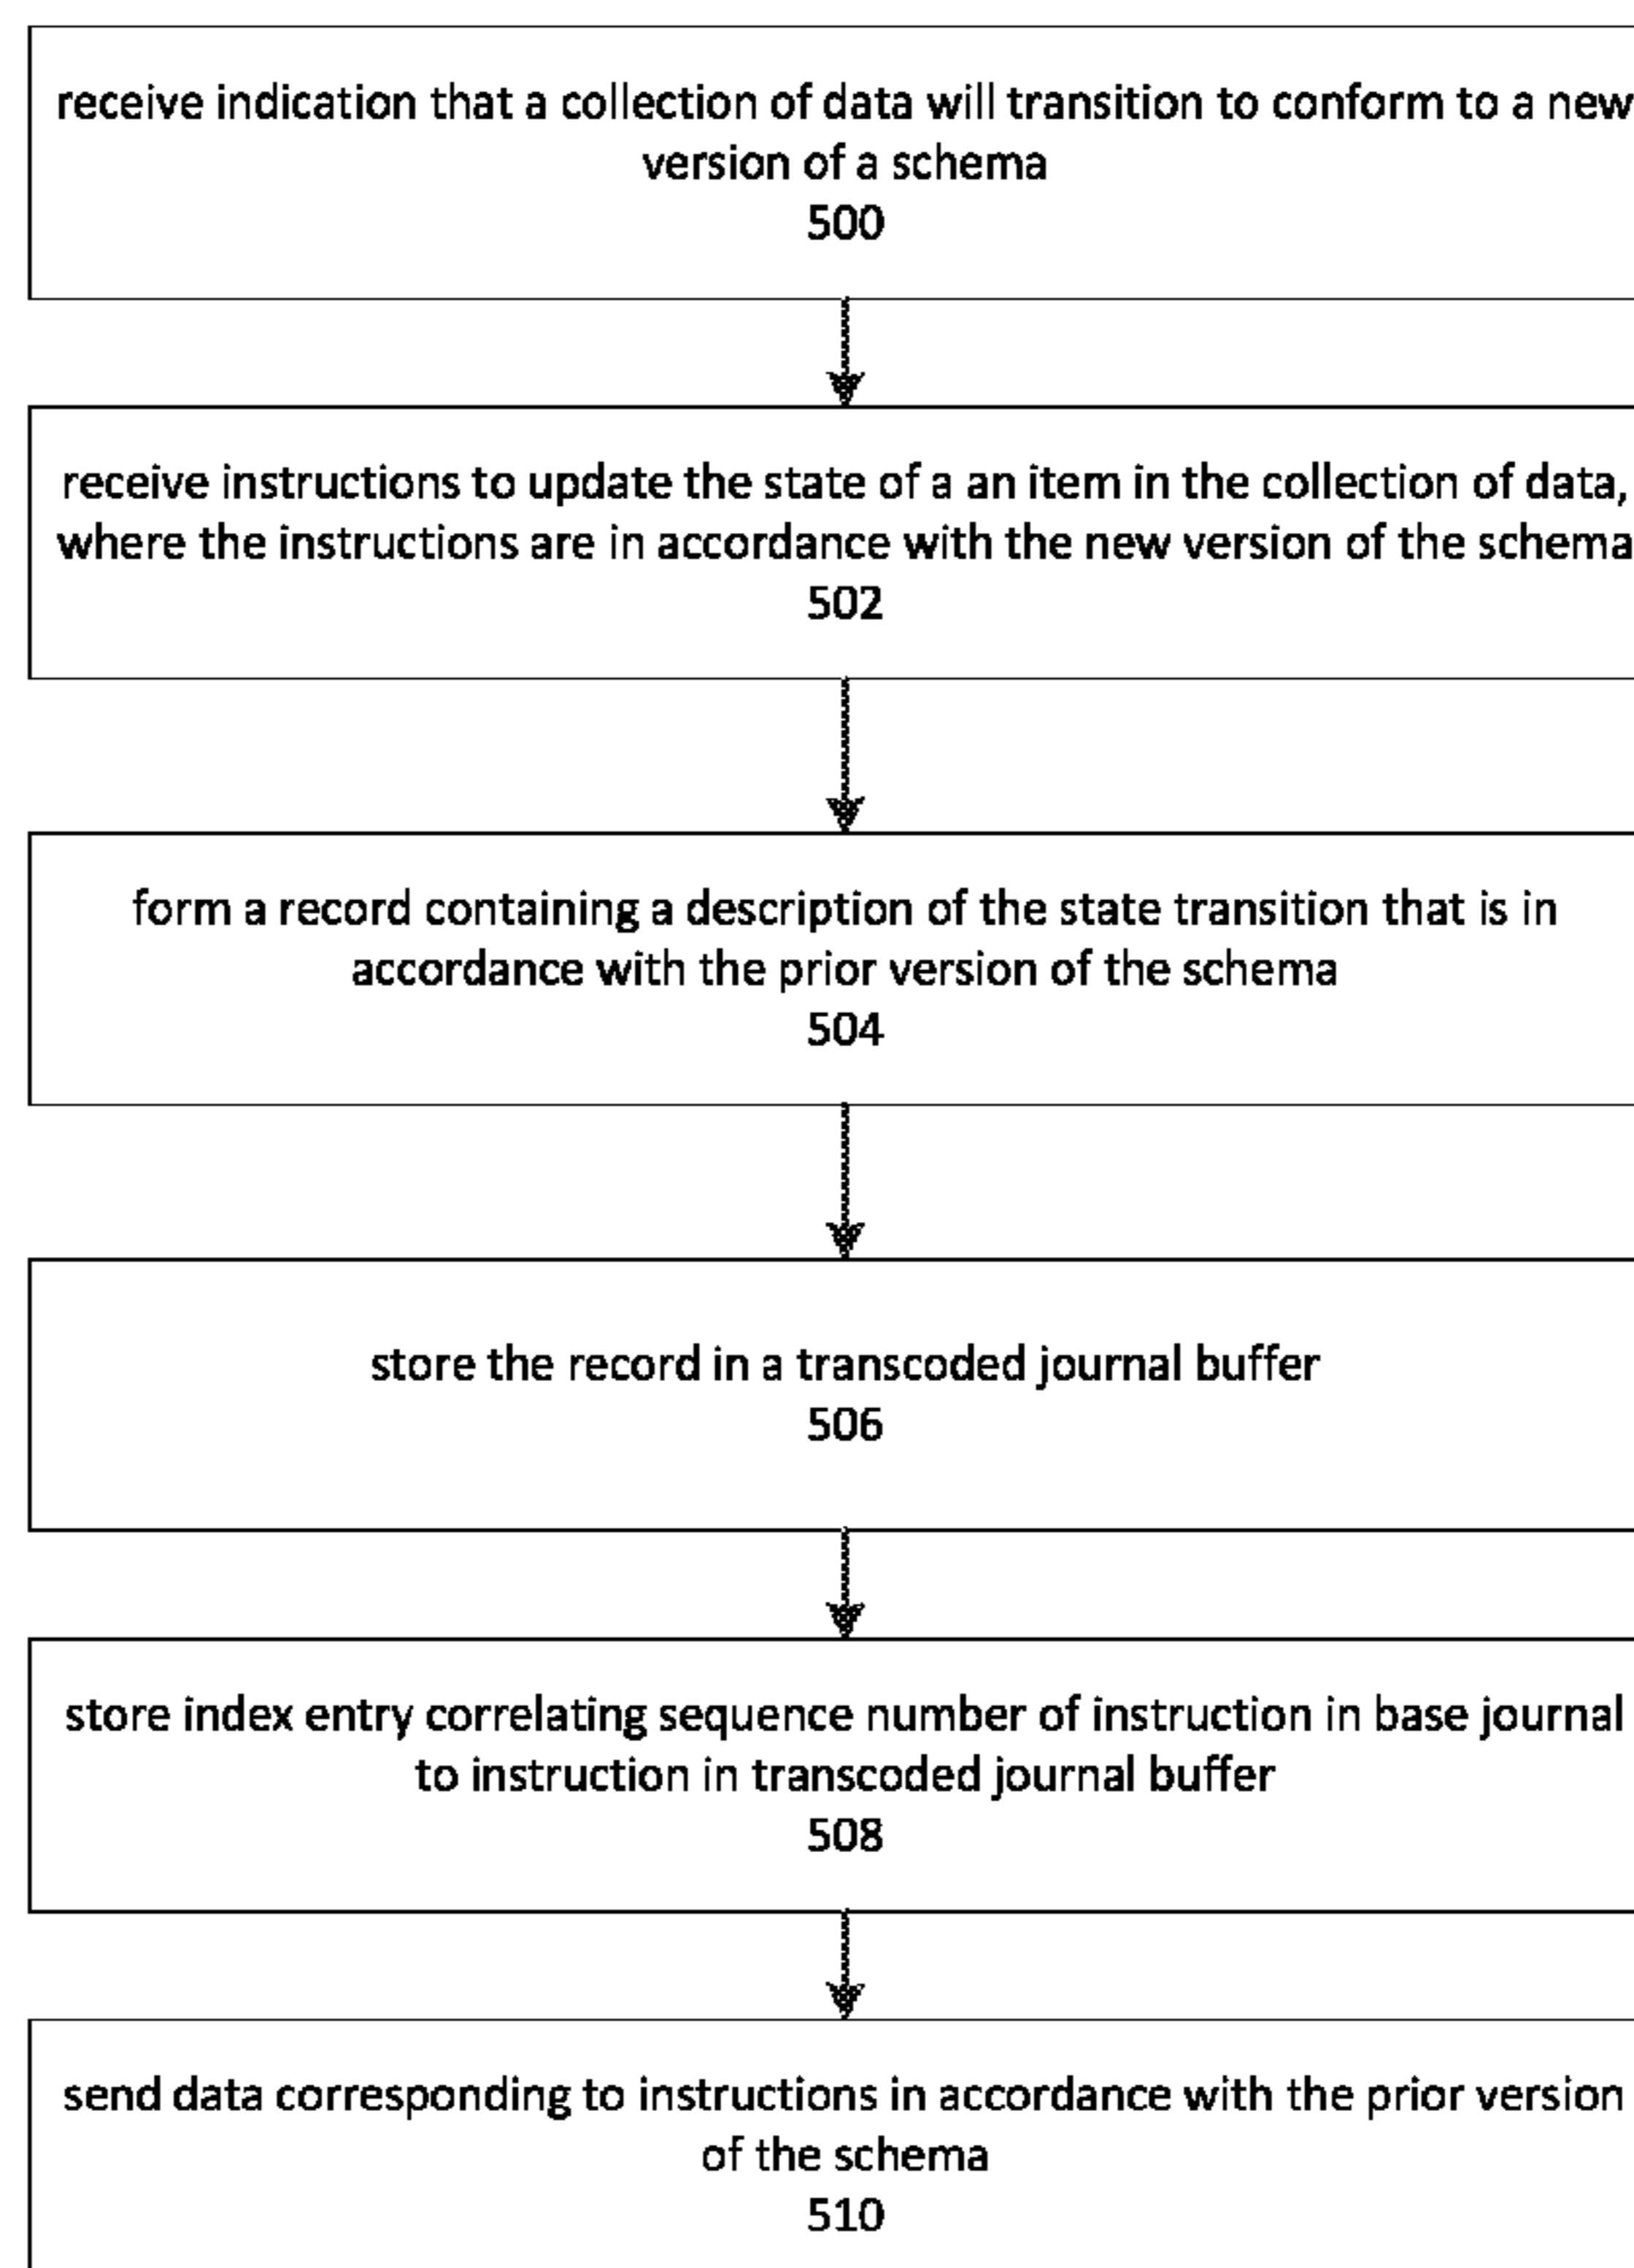 receive indication that a collection of data will transition to conform to a new
version of a schema
500
receive instructions to update the state of a an item in the collection of data,
where the instructions are in accordance with the new version of the schema
502
form a record containing a description of the state transition that is in
accordance with the prior version of the schema
504
store the record in a transcoded journal buffer
506
store index entry correlating sequence number of instruction in base journal
to instruction in transcoded journal buffer
508
send data corresponding to instructions in accordance with the prior version
of the schema
510